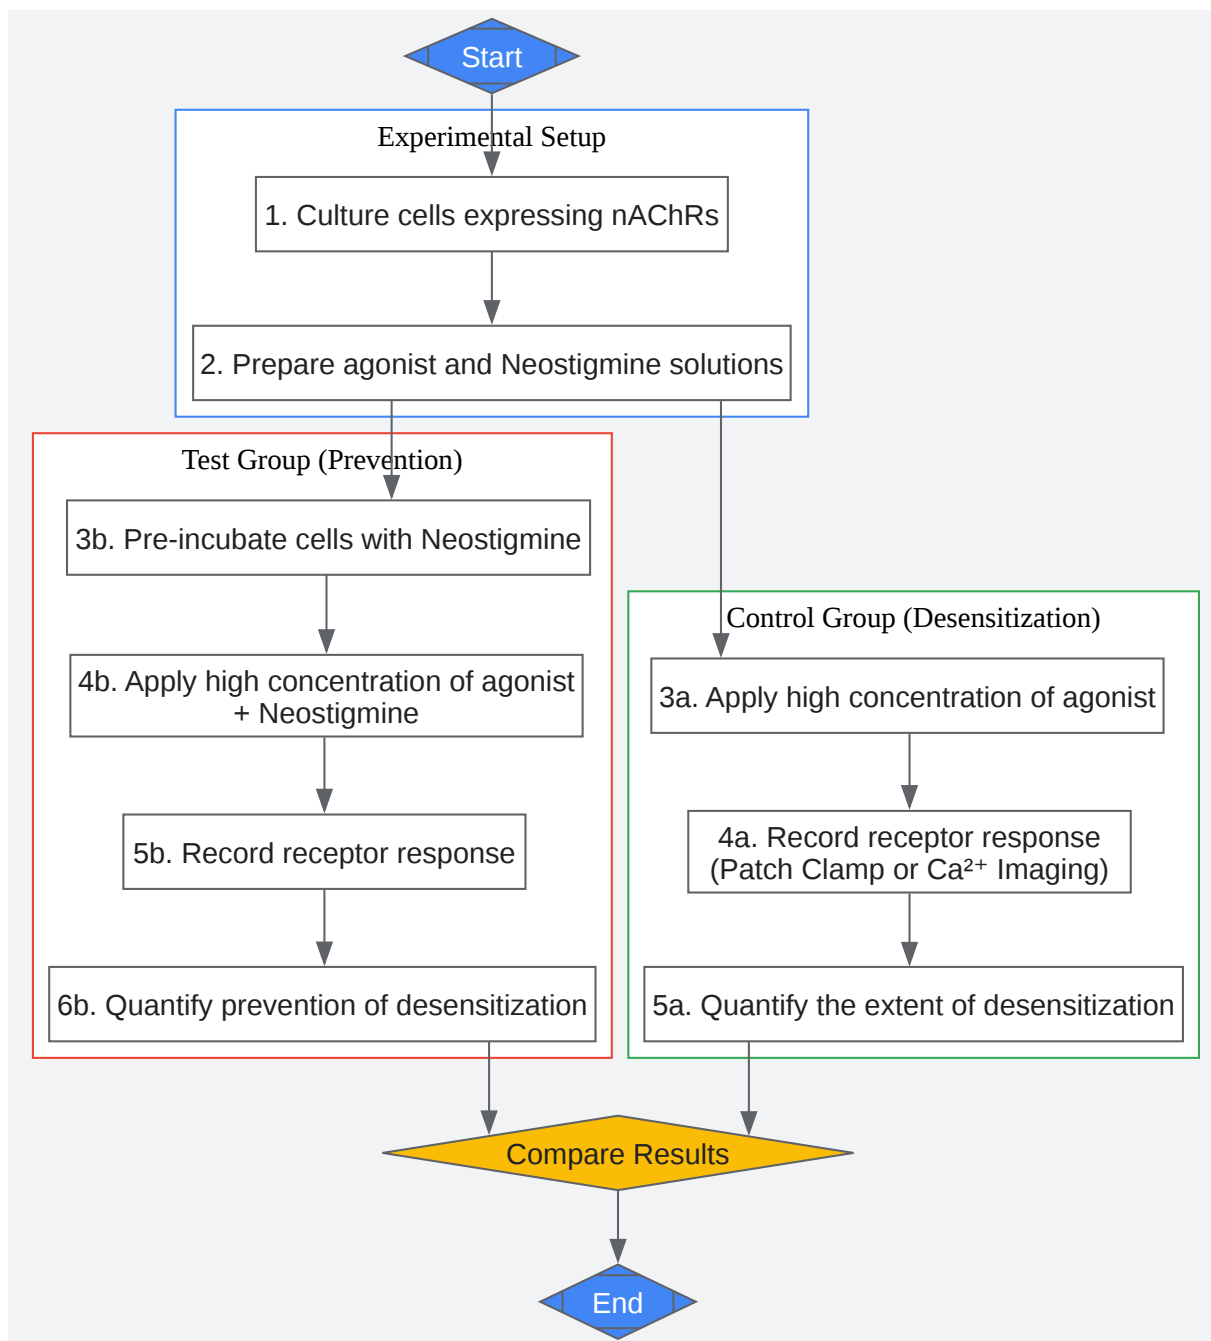 Start
Experimental Setup
1. Culture cells expressing nAChRs
2. Prepare agonist and Neostigmine solutions
Test Group (Prevention)
3b. Pre-incubate cells with Neostigmine
4b. Apply high concentration of agonist
+ Neostigmine
5b. Record receptor response
6b. Quantify prevention of desensitization
Control Group (Desensitization)
3a. Apply high concentration of agonist
4a. Record receptor response
(Patch Clamp or Ca²⁺ Imaging)
5a. Quantify the extent of desensitization
Compare Results
End